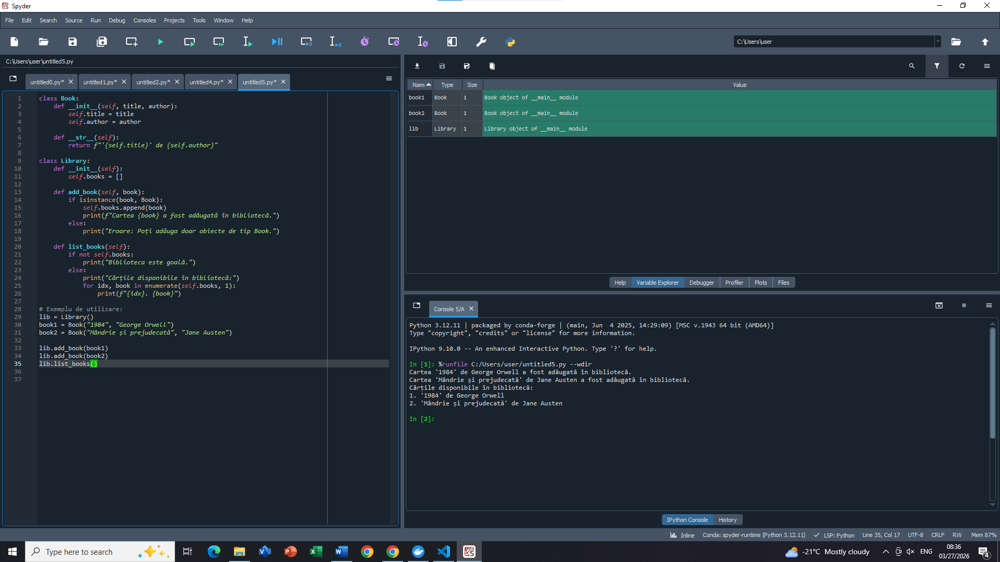 Spyder
File Edit Search Source Run Debug Consoles Projects Tools Window Help
C:\Users\user
C:\Users\user\untitled5.py
untitled0.py* untitled1.py* untitled2.py* untitled4.py* untitled5.py*
1 class Book:
2     def __init__(self, title, author):
3         self.title = title
4         self.author = author
5
6     def __str__(self):
7         return f"'{self.title}' de {self.author}"
8
9 class Library:
10     def __init__(self):
11         self.books = []
12
13     def add_book(self, book):
14         if isinstance(book, Book):
15             self.books.append(book)
16             print(f"Cartea {book} a fost adăugată în bibliotecă.")
17         else:
18             print("Eroare: Poți adăuga doar obiecte de tip Book.")
19
20     def list_books(self):
21         if not self.books:
22             print("Biblioteca este goală.")
23         else:
24             print("Cărțile disponibile în bibliotecă:")
25             for idx, book in enumerate(self.books, 1):
26                 print(f"{idx}. {book}")
27
28 # Exemplu de utilizare:
29 lib = Library()
30 book1 = Book("1984", "George Orwell")
31 book2 = Book("Mândrie și prejudecată", "Jane Austen")
32
33 lib.add_book(book1)
34 lib.add_book(book2)
35 lib.list_books()
36
37
Nam Type Size Value
book1 Book 1 Book object of __main__ module
book2 Book 1 Book object of __main__ module
lib Library 1 Library object of __main__ module
Help Variable Explorer Debugger Profiler Plots Files
Console 5/A
Python 3.12.11 | packaged by conda-forge | (main, Jun  4 2025, 14:29:09) [MSC v.1943 64 bit (AMD64)]
Type "copyright", "credits" or "license" for more information.
IPython 9.10.0 -- An enhanced Interactive Python. Type '?' for help.
In [1]: %runfile C:/Users/user/untitled5.py --wdir
Cartea '1984' de George Orwell a fost adăugată în bibliotecă.
Cartea 'Mândrie și prejudecată' de Jane Austen a fost adăugată în bibliotecă.
Cărțile disponibile în bibliotecă:
1. '1984' de George Orwell
2. 'Mândrie și prejudecată' de Jane Austen
In [2]:
IPython Console History
Inline Conda: spyder-runtime (Python 3.12.11) LSP: Python Line 35, Col 17 UTF-8 CRLF RW Mem 87%
Type here to search
-21°C Mostly cloudy ENG
08:36
03/27/2026
4